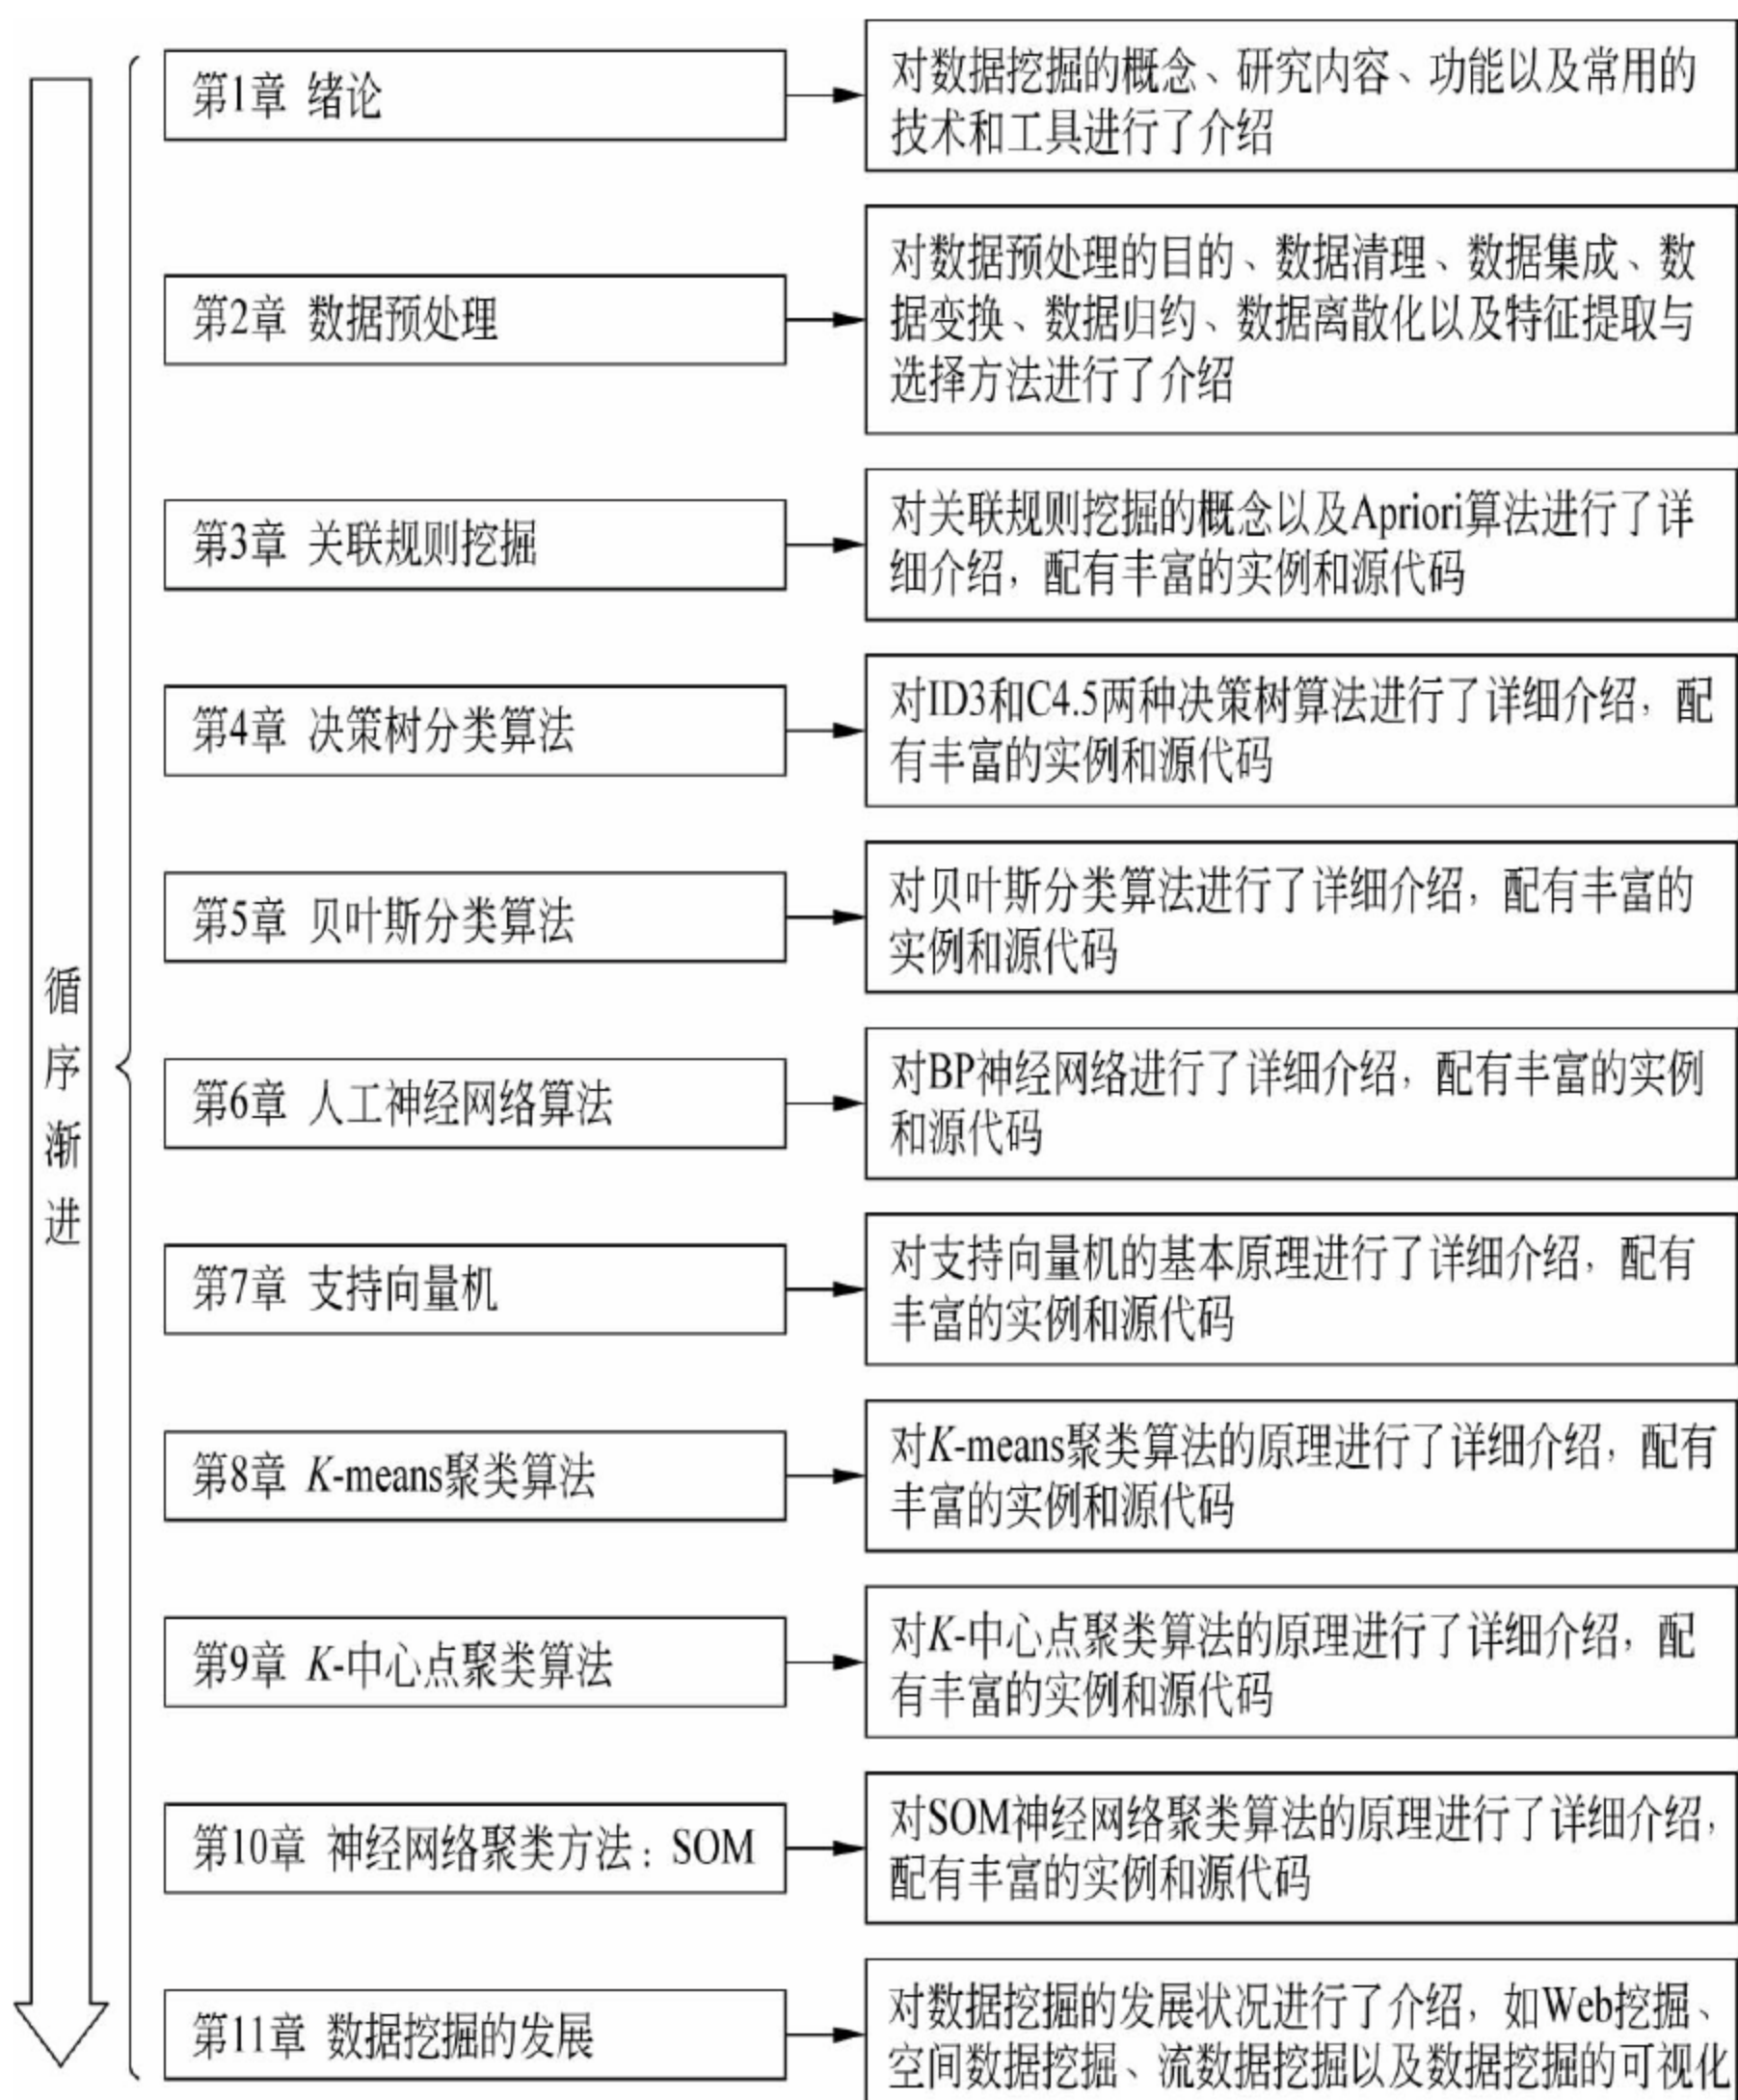 循序渐进
第1章 绪论
对数据挖掘的概念、研究内容、功能以及常用的
技术和工具进行了介绍
第2章 数据预处理
对数据预处理的目的、数据清理、数据集成、数
据变换、数据归约、数据离散化以及特征提取与
选择方法进行了介绍
第3章 关联规则挖掘
对关联规则挖掘的概念以及Apriori算法进行了详
细介绍，配有丰富的实例和源代码
第4章 决策树分类算法
对ID3和C4.5两种决策树算法进行了详细介绍，配
有丰富的实例和源代码
第5章 贝叶斯分类算法
对贝叶斯分类算法进行了详细介绍，配有丰富的
实例和源代码
第6章 人工神经网络算法
对BP神经网络进行了详细介绍，配有丰富的实例
和源代码
第7章 支持向量机
对支持向量机的基本原理进行了详细介绍，配有
丰富的实例和源代码
第8章 K-means聚类算法
对K-means聚类算法的原理进行了详细介绍，配有
丰富的实例和源代码
第9章 K-中心点聚类算法
对K-中心点聚类算法的原理进行了详细介绍，配
有丰富的实例和源代码
第10章 神经网络聚类方法：SOM
对SOM神经网络聚类算法的原理进行了详细介绍，
配有丰富的实例和源代码
第11章 数据挖掘的发展
对数据挖掘的发展状况进行了介绍，如Web挖掘、
空间数据挖掘、流数据挖掘以及数据挖掘的可视化